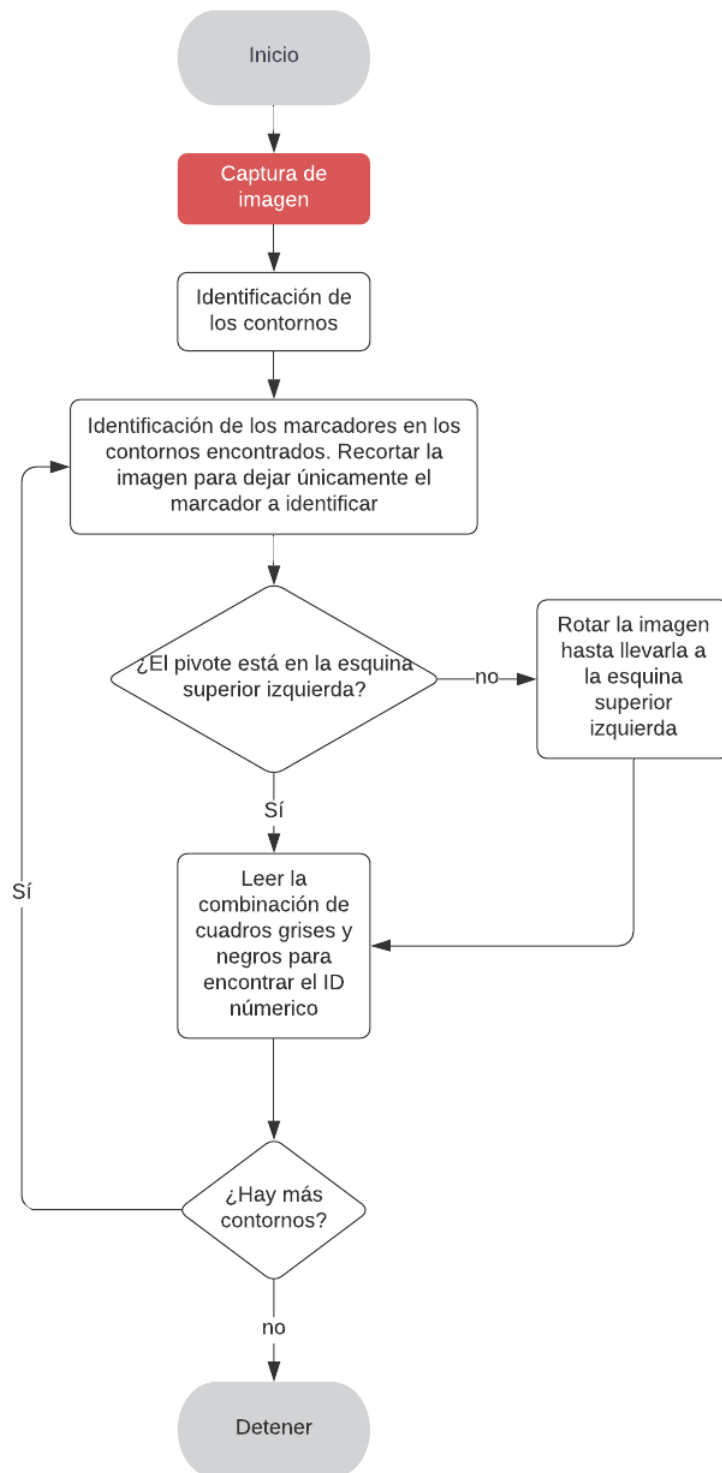 Inicio
Captura de
imagen
Identificación de
los contornos
Identificación de los marcadores en los
contornos encontrados. Recortar la
imagen para dejar únicamente el
marcador a identificar
¿El pivote está en la esquina
superior izquierda?
no
Rotar la imagen
hasta llevarla a
la esquina
superior
izquierda
Sí
Leer la
combinación de
cuadros grises y
negros para
encontrar el ID
númerico
Sí
¿Hay más
contornos?
no
Detener